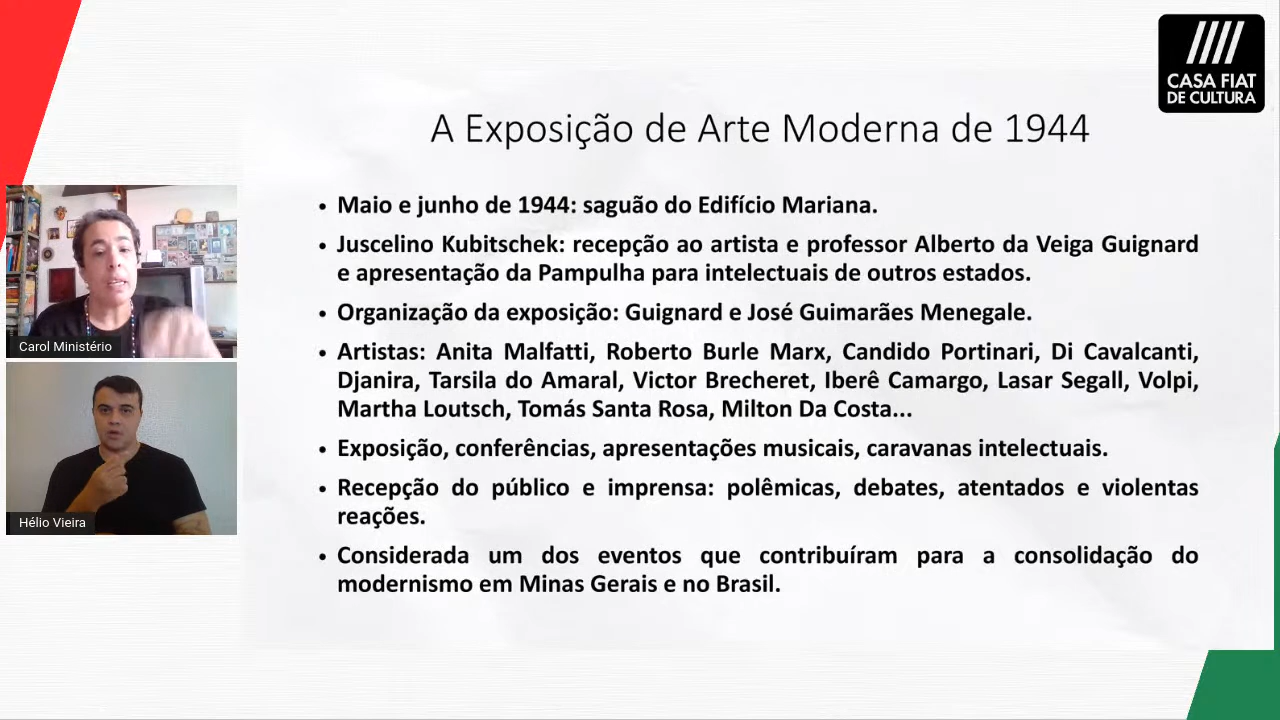 CASA FIAT
DE CULTURA
A Exposição de Arte Moderna de 1944
• Maio e junho de 1944: saguão do Edifício Mariana.
• Juscelino Kubitschek: recepção ao artista e professor Alberto da Veiga Guignard
e apresentação da Pampulha para intelectuais de outros estados.
• Organização da exposição: Guignard e José Guimarães Menegale.
• Artistas: Anita Malfatti, Roberto Burle Marx, Candido Portinari, Di Cavalcanti,
Djanira, Tarsila do Amaral, Victor Brecheret, Iberê Camargo, Lasar Segall, Volpi,
Martha Loutsch, Tomás Santa Rosa, Milton Da Costa...
• Exposição, conferências, apresentações musicais, caravanas intelectuais.
• Recepção do público e imprensa: polêmicas, debates, atentados e violentas
reações.
• Considerada um dos eventos que contribuíram para a consolidação do
modernismo em Minas Gerais e no Brasil.
Carol Ministério
Hélio Vieira